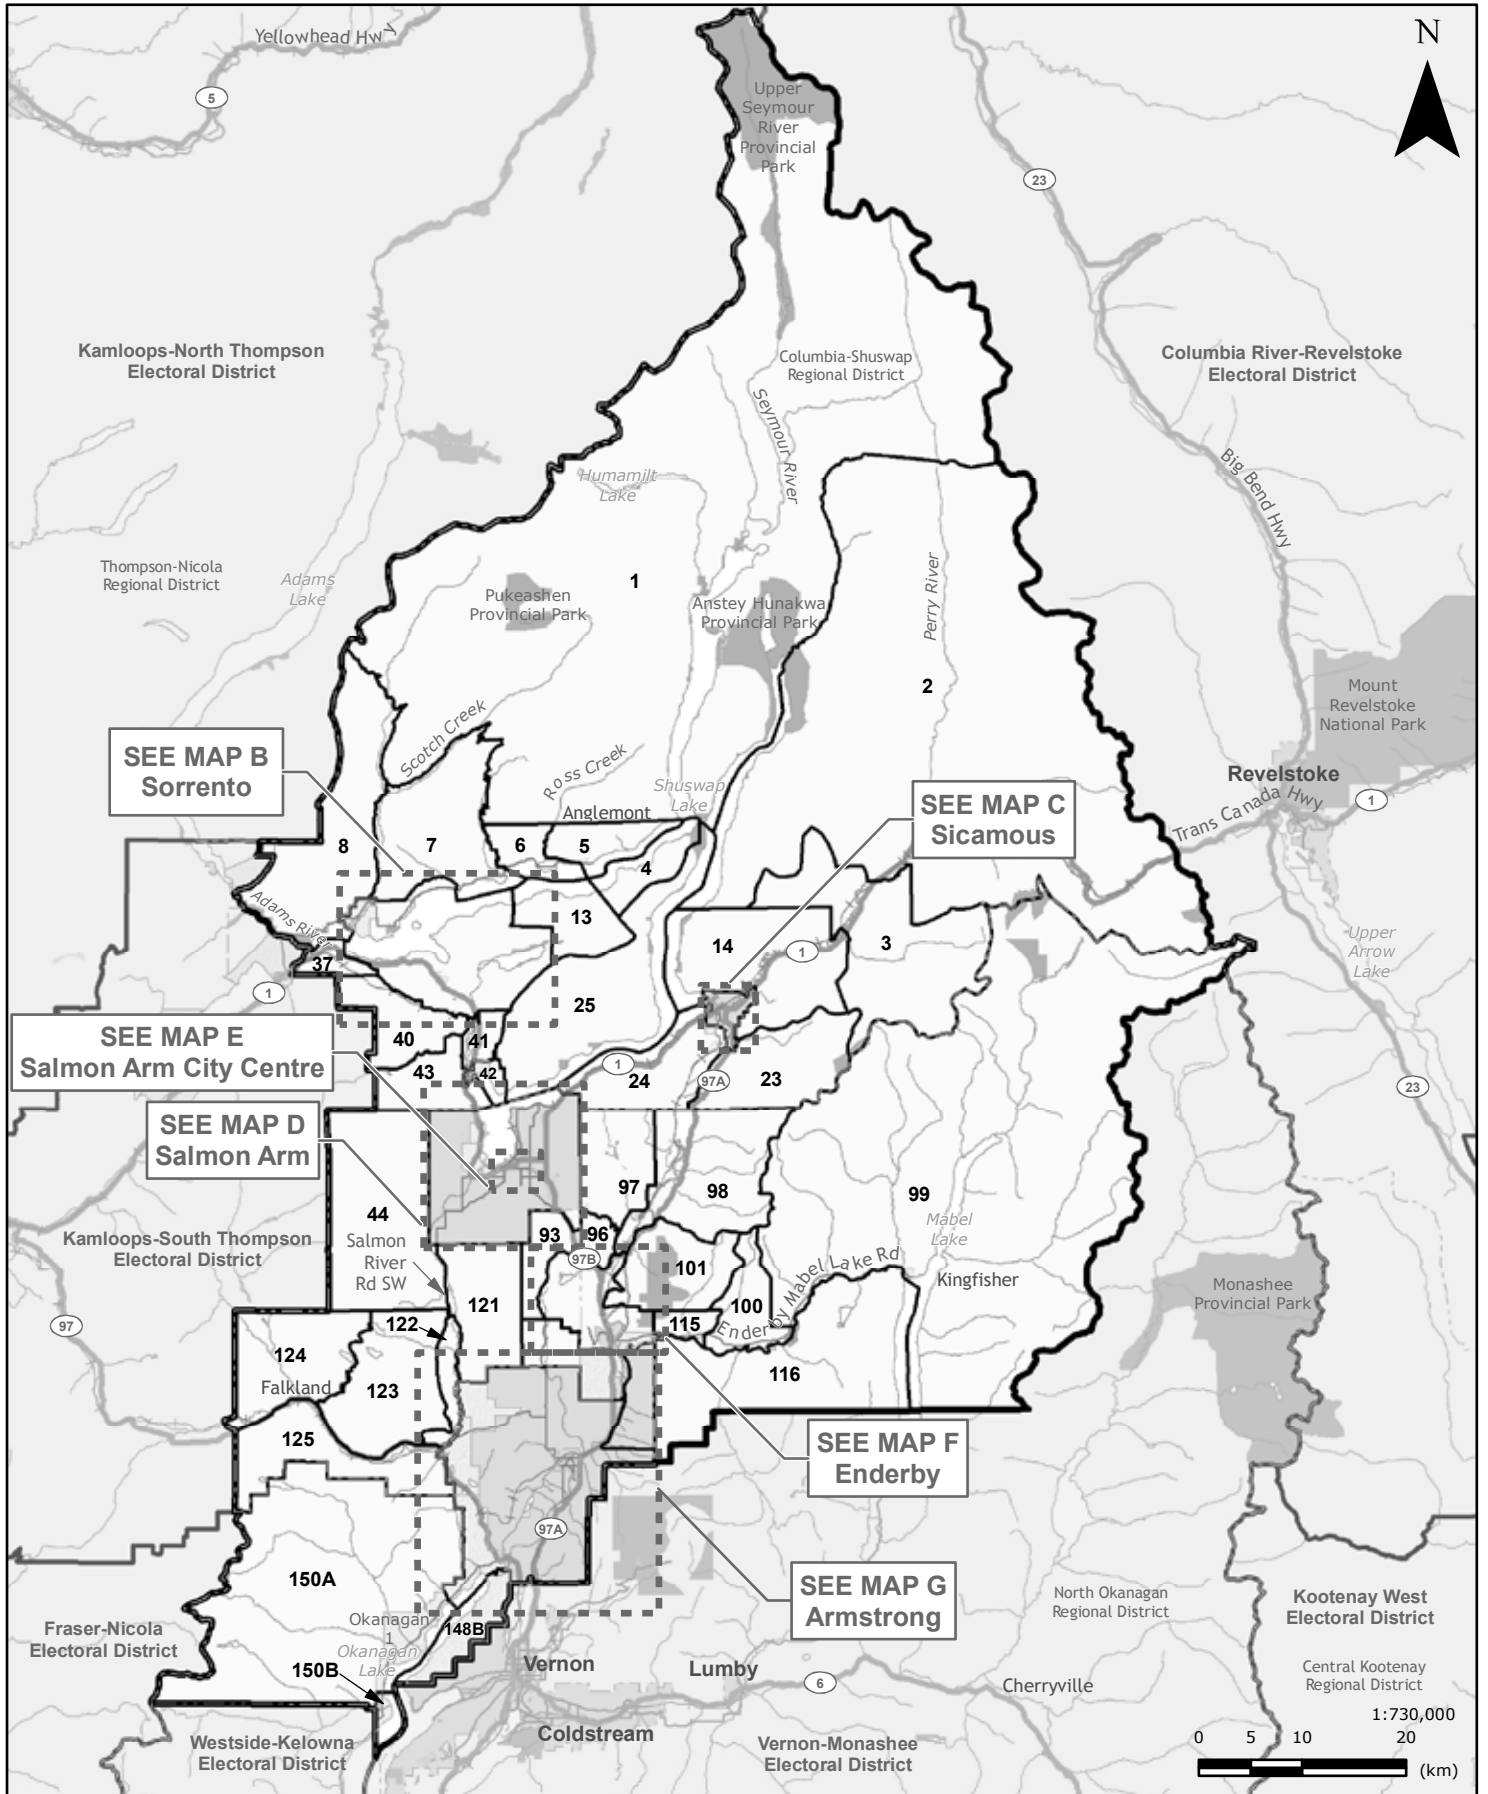 Yellowhead Hwy
N
5
Upper
Seymour
River
Provincial
Park
23
Kamloops-North Thompson
Electoral District
Columbia-Shuswap
Regional District
Columbia River-Revelstoke
Electoral District
Seymour River
Humamilt
Lake
Big Bend Hwy
Thompson-Nicola
Regional District
Adams
Lake
1
Pukeashen
Provincial Park
Anstey Hunakwa
Provincial Park
Perry River
2
Mount
Revelstoke
National Park
Scotch Creek
SEE MAP B
Sorrento
Ross Creek
Shuswap
Lake
Revelstoke
Anglemont
SEE MAP C
Sicamous
Trans Canada Hwy
1
8
7
6
5
4
Adams River
13
14
1
3
Upper
Arrow
Lake
37
1
25
SEE MAP E
Salmon Arm City Centre
40
41
43
42
1
24
97A
23
23
SEE MAP D
Salmon Arm
97
98
99
44
Salmon
River
Rd SW
93
96
97B
Mabel
Lake
Kamloops-South Thompson
Electoral District
101
Enderby Mabel Lake Rd
Kingfisher
Monashee
Provincial Park
97
121
100
122
115
124
116
Falkland
123
125
SEE MAP F
Enderby
97A
150A
SEE MAP G
Armstrong
North Okanagan
Regional District
Kootenay West
Electoral District
Okanagan
1
148B
Fraser-Nicola
Electoral District
Okanagan
Lake
150B
Vernon
Lumby
6
Cherryville
Central Kootenay
Regional District
Westside-Kelowna
Electoral District
Coldstream
Vernon-Monashee
Electoral District
1:730,000
0 5 10 20
(km)